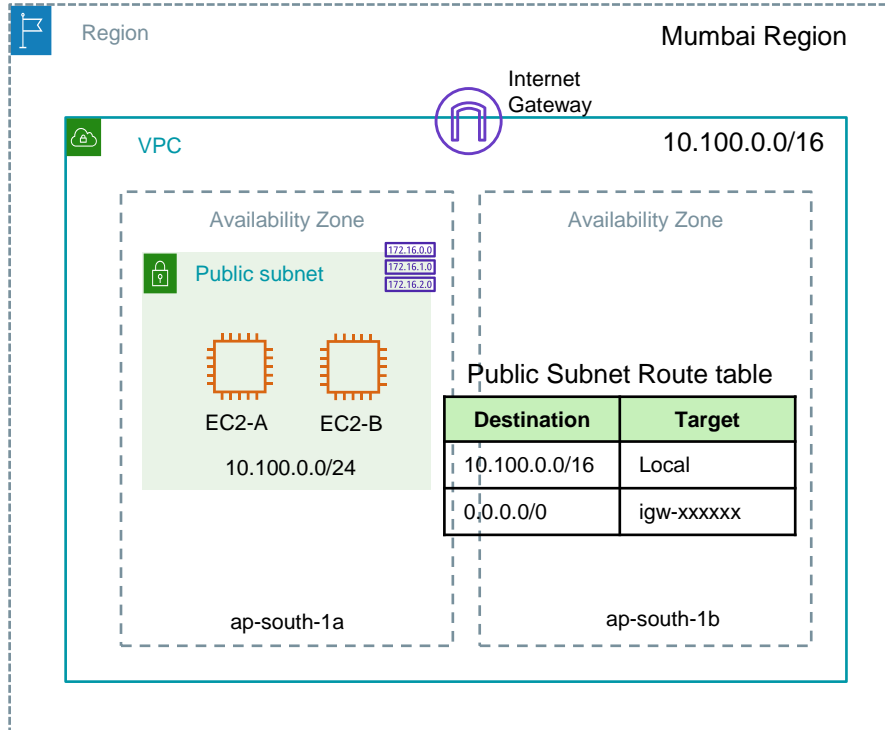 Region
Mumbai Region
Internet
Gateway
VPC
10.100.0.0/16
Availability Zone
Availability Zone
172.16.0.0
172.16.1.0
172.16.2.0
Public subnet
EC2-A
EC2-B
10.100.0.0/24
Public Subnet Route table
Destination Target
10.100.0.0/16 Local
0.0.0.0/0 igw-xxxxxx
ap-south-1a
ap-south-1b